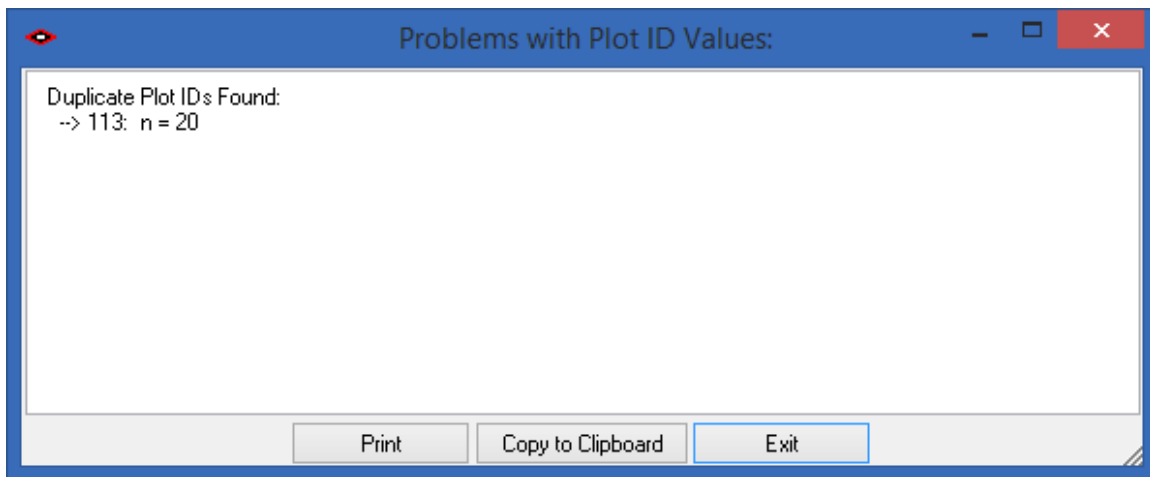 Problems with Plot ID Values:
Duplicate Plot IDs Found:
--> 113:  n = 20
Print
Copy to Clipboard
Exit